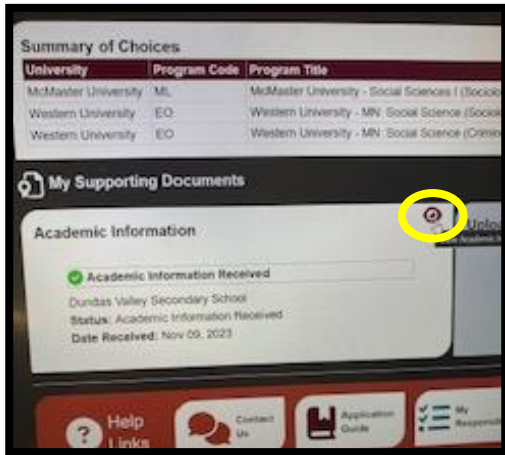 Summary of Choices
University Program Code Program Title
McMaster University ML McMaster University - Social Sciences I
Western University EO Western University - MN: Social Science
Western University EO Western University - MN: Social Science
My Supporting Documents
Academic Information
Academic Information Received
Dundas Valley Secondary School
Status: Academic Information Received
Date Received: Nov 09, 2023
Help
Links
Contact
Us
Application
Guide
My